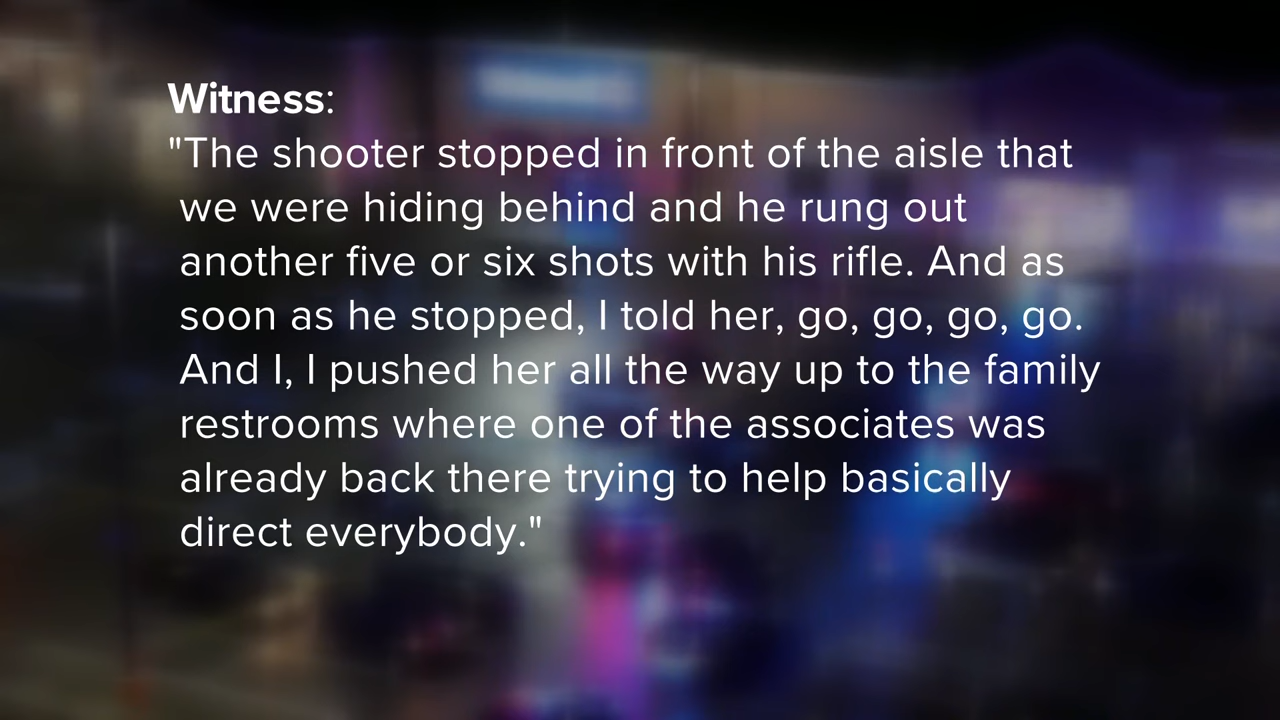 Witness:
"The shooter stopped in front of the aisle that
we were hiding behind and he rung out
another five or six shots with his rifle. And as
soon as he stopped, I told her, go, go, go, go.
And I, I pushed her all the way up to the family
restrooms where one of the associates was
already back there trying to help basically
direct everybody."